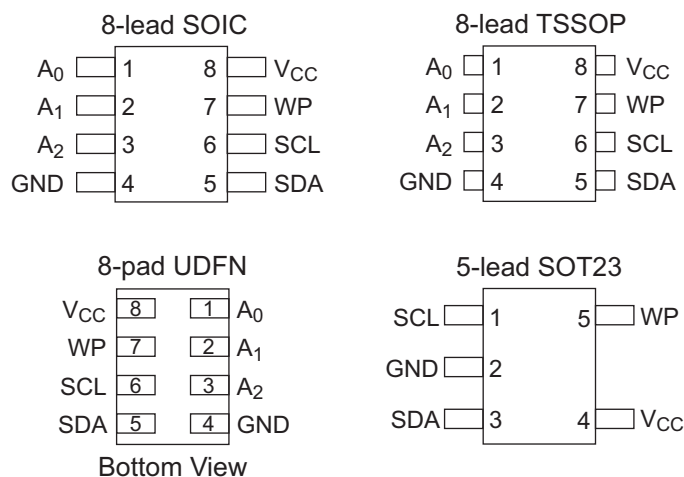 8-lead SOIC
A0 1 8 VCC
A1 2 7 WP
A2 3 6 SCL
GND 4 5 SDA
8-lead TSSOP
A0 1 8 VCC
A1 2 7 WP
A2 3 6 SCL
GND 4 5 SDA
8-pad UDFN
VCC 8 1 A0
WP 7 2 A1
SCL 6 3 A2
SDA 5 4 GND
Bottom View
5-lead SOT23
SCL 1 5 WP
GND 2
SDA 3 4 VCC